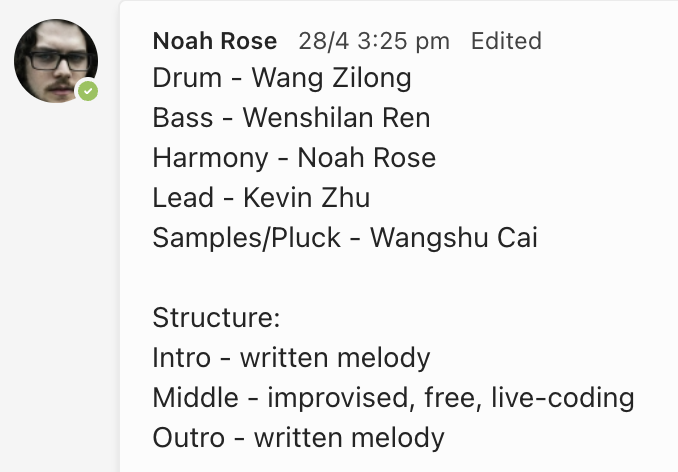 Noah Rose 28/4 3:25 pm Edited
Drum - Wang Zilong
Bass - Wenshilan Ren
Harmony - Noah Rose
Lead - Kevin Zhu
Samples/Pluck - Wangshu Cai
Structure:
Intro - written melody
Middle - improvised, free, live-coding
Outro - written melody